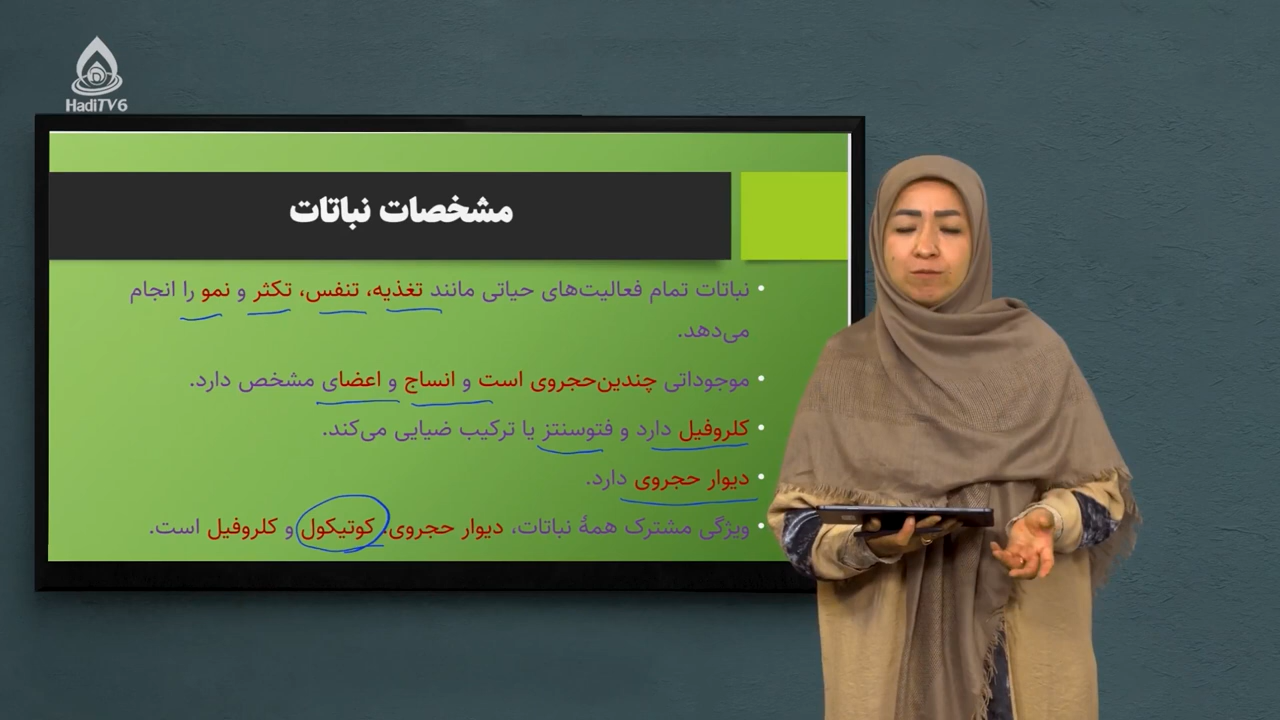 HadiTV6
مشخصات نباتات
• نباتات تمام فعالیت‌های حیاتی مانند تغذیه، تنفس، تکثر و نمو را انجام
می‌دهد.
• موجوداتی چندین‌حجروی است و انساج و اعضای مشخص دارد.
• کلروفیل دارد و فتوسنتز یا ترکیب ضیایی می‌کند.
• دیوار حجروی دارد.
• ویژگی مشترک همهٔ نباتات، دیوار حجروی، کوتیکول و کلروفیل است.